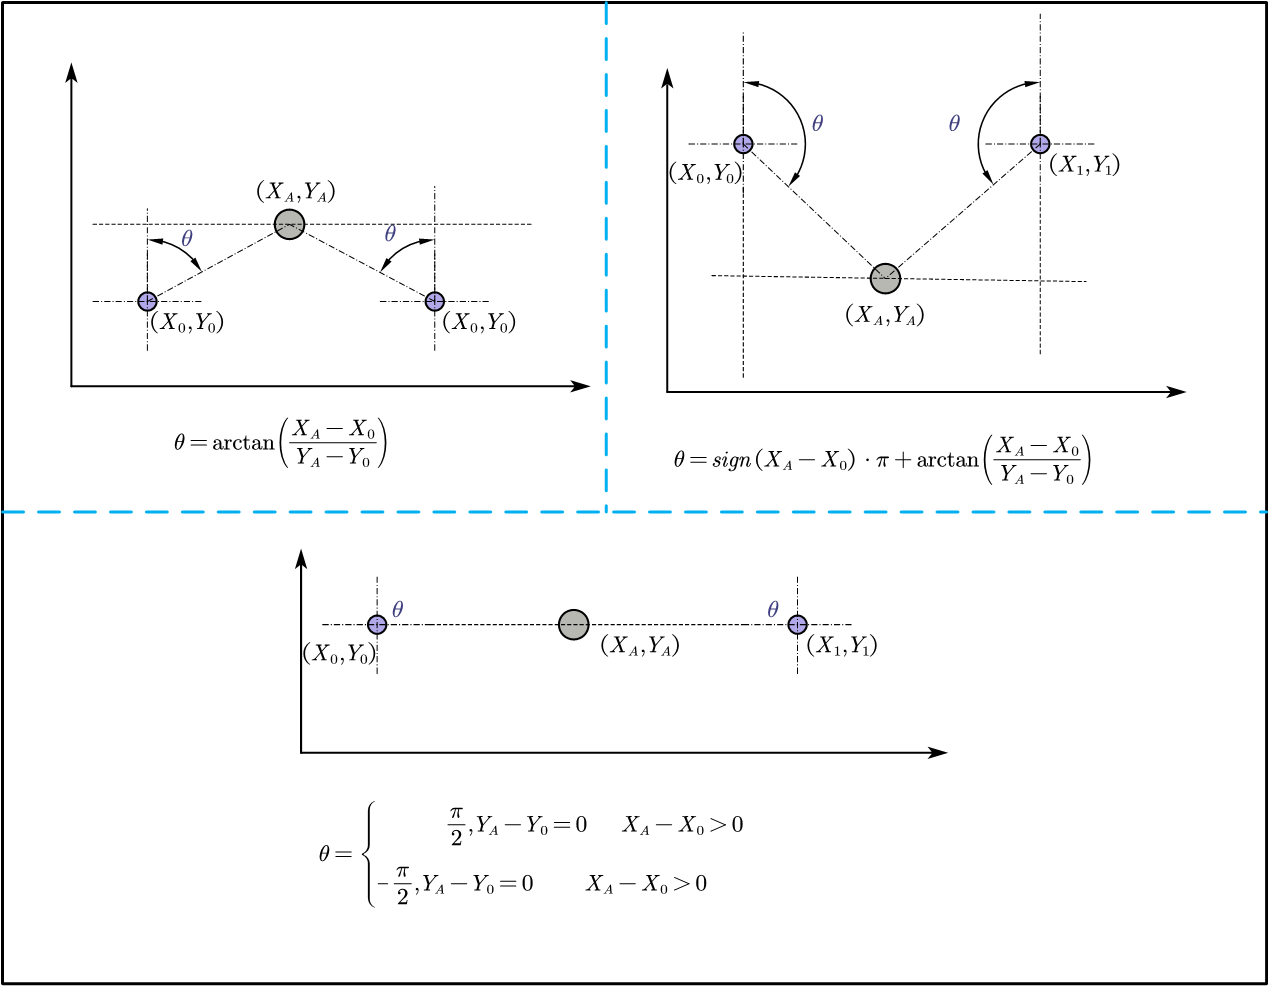 (X_A, Y_A)
θ θ
(X_0, Y_0) (X_0, Y_0)
θ = arctan((X_A − X_0)/(Y_A − Y_0))
θ θ
(X_0, Y_0) (X_1, Y_1)
(X_A, Y_A)
θ = sign(X_A − X_0) · π + arctan((X_A − X_0)/(Y_A − Y_0))
θ θ
(X_0, Y_0) (X_A, Y_A) (X_1, Y_1)
θ = { π/2, Y_A − Y_0 = 0 X_A − X_0 > 0
−π/2, Y_A − Y_0 = 0 X_A − X_0 > 0